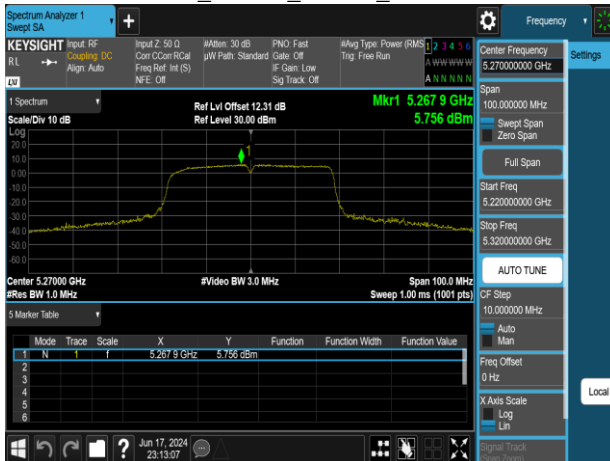 Spectrum Analyzer 1
Swept SA
Frequency
KEYSIGHT
RL
LXI
Input: RF
Coupling: DC
Align: Auto
Input Z: 50 Ω
Corr CCorr RCal
Freq Ref: Int (S)
NFE: Off
#Atten: 30 dB
µW Path: Standard
PNO: Fast
Gate: Off
IF Gain: Low
Sig Track: Off
#Avg Type: Power (RMS
Trig: Free Run
1 2 3 4 5 6
A W W W W W
A N N N N N
1 Spectrum
Scale/Div 10 dB
Ref Lvl Offset 12.31 dB
Ref Level 30.00 dBm
Mkr1 5.267 9 GHz
5.756 dBm
Log
20.0
10.0
0.00
-10.0
-20.0
-30.0
-40.0
-50.0
-60.0
1
Center 5.27000 GHz
#Res BW 1.0 MHz
#Video BW 3.0 MHz
Span 100.0 MHz
Sweep 1.00 ms (1001 pts)
5 Marker Table
Mode Trace Scale X Y Function Function Width Function Value
1 N 1 f 5.267 9 GHz 5.756 dBm
2
3
4
5
6
Jun 17, 2024
23:13:07
Center Frequency
5.270000000 GHz
Span
100.000000 MHz
Swept Span
Zero Span
Full Span
Start Freq
5.220000000 GHz
Stop Freq
5.320000000 GHz
AUTO TUNE
CF Step
10.000000 MHz
Auto
Man
Freq Offset
0 Hz
X Axis Scale
Log
Lin
Signal Track
(Span Zoom)
Settings
Local